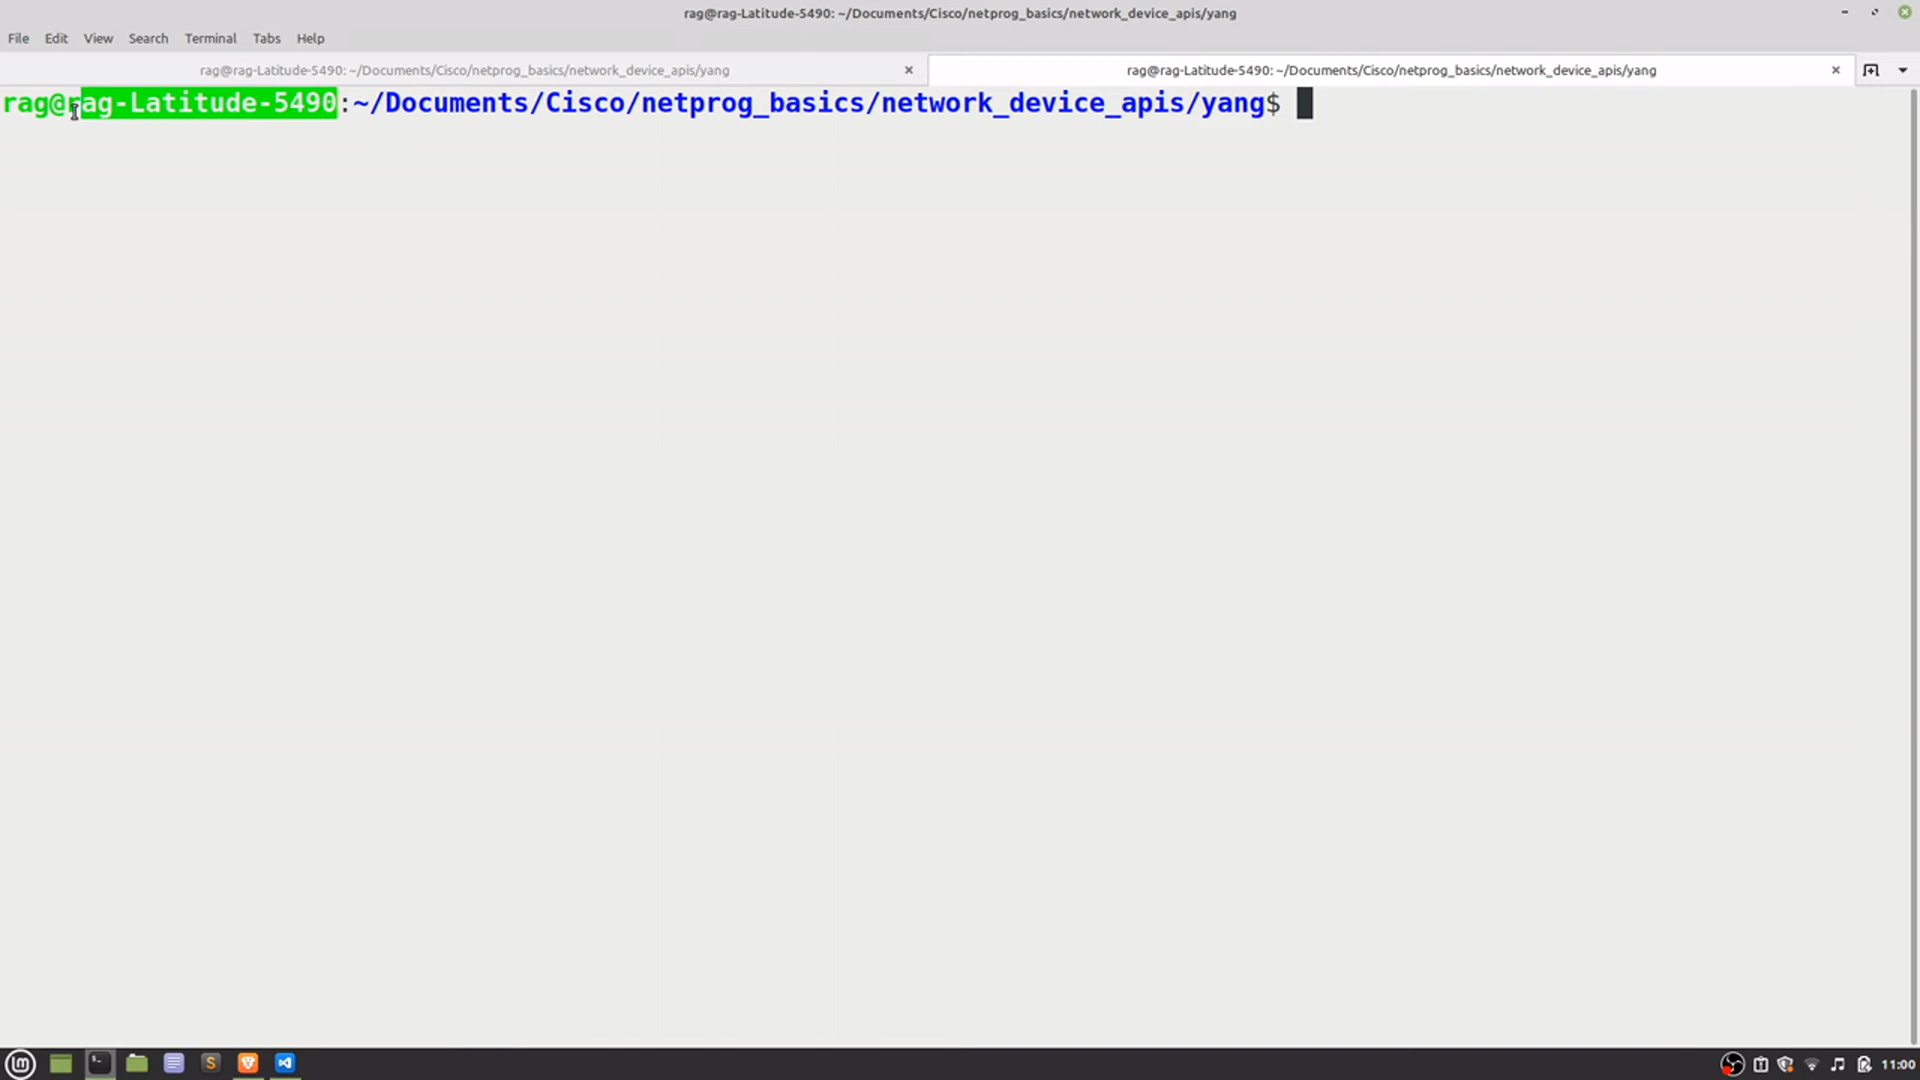 rag@rag-Latitude-5490: ~/Documents/Cisco/netprog_basics/network_device_apis/yang
File Edit View Search Terminal Tabs Help
rag@rag-Latitude-5490: ~/Documents/Cisco/netprog_basics/network_device_apis/yang
rag@rag-Latitude-5490: ~/Documents/Cisco/netprog_basics/network_device_apis/yang
rag@rag-Latitude-5490:~/Documents/Cisco/netprog_basics/network_device_apis/yang$
11:00